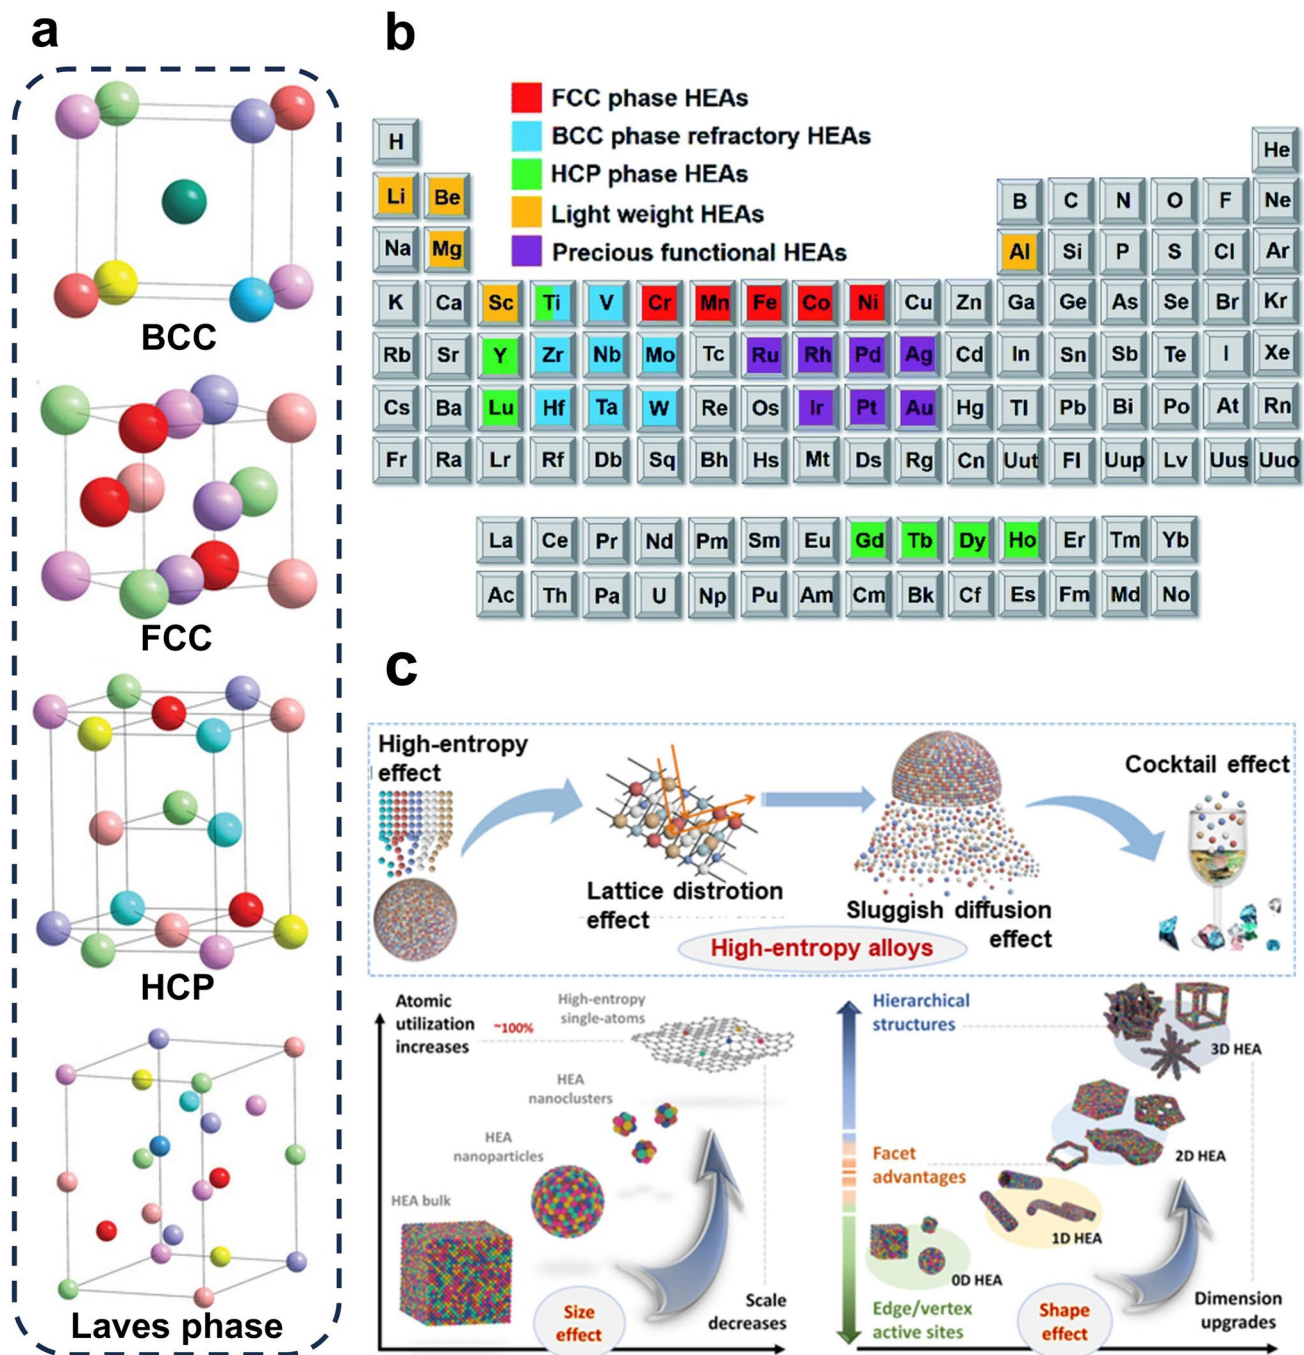 a
BCC
FCC
HCP
Laves phase
b
FCC phase HEAs
BCC phase refractory HEAs
HCP phase HEAs
Light weight HEAs
Precious functional HEAs
H He
Li Be B C N O F Ne
Na Mg Al Si P S Cl Ar
K Ca Sc Ti V Cr Mn Fe Co Ni Cu Zn Ga Ge As Se Br Kr
Rb Sr Y Zr Nb Mo Tc Ru Rh Pd Ag Cd In Sn Sb Te I Xe
Cs Ba Lu Hf Ta W Re Os Ir Pt Au Hg Tl Pb Bi Po At Rn
Fr Ra Lr Rf Db Sq Bh Hs Mt Ds Rg Cn Uut Fl Uup Lv Uus Uuo
La Ce Pr Nd Pm Sm Eu Gd Tb Dy Ho Er Tm Yb
Ac Th Pa U Np Pu Am Cm Bk Cf Es Fm Md No
c
High-entropy
effect
Lattice distrotion
effect
Sluggish diffusion
effect
Cocktail effect
High-entropy alloys
Atomic
utilization
increases
~100%
High-entropy
single-atoms
HEA
nanoclusters
HEA
nanoparticles
HEA bulk
Size
effect
Scale
decreases
Hierarchical
structures
3D HEA
Facet
advantages
2D HEA
1D HEA
0D HEA
Edge/vertex
active sites
Shape
effect
Dimension
upgrades